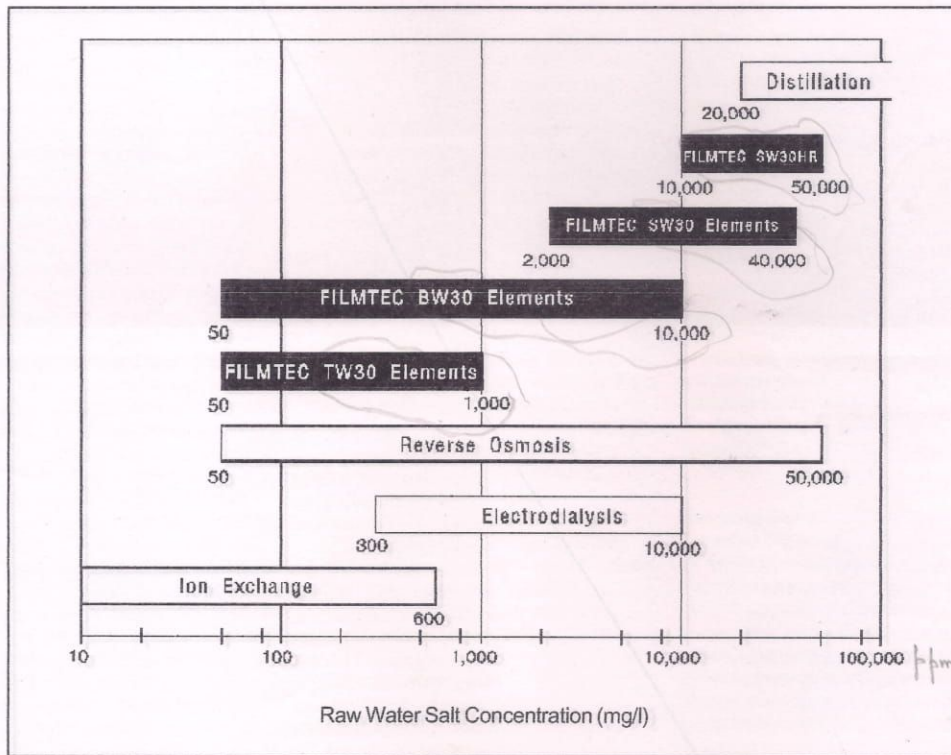 Distillation
20,000
FILMTEC SW30HR
10,000 50,000
FILMTEC SW30 Elements
2,000 40,000
FILMTEC BW30 Elements
50 10,000
FILMTEC TW30 Elements
50 1,000
Reverse Osmosis
50 50,000
Electrodialysis
300 10,000
Ion Exchange
600
10 100 1,000 10,000 100,000 ppm
Raw Water Salt Concentration (mg/l)